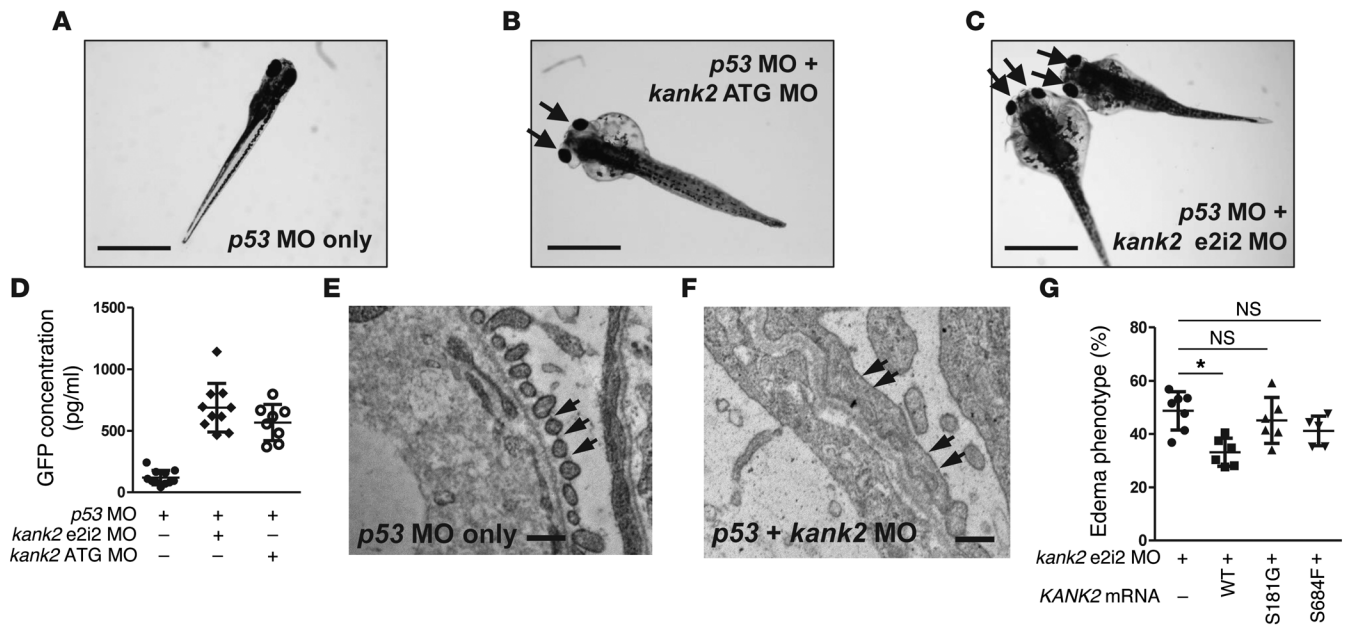 A
B
C
p53 MO only
p53 MO +
kank2 ATG MO
p53 MO +
kank2 e2i2 MO
D
E
F
G
GFP concentration
(pg/ml)
1500
1000
500
0
p53 MO + + +
kank2 e2i2 MO – + –
kank2 ATG MO – – +
p53 MO only
p53 + kank2 MO
Edema phenotype (%)
80
60
40
20
0
NS
NS
*
kank2 e2i2 MO + + + +
KANK2 mRNA – WT S181G S684F